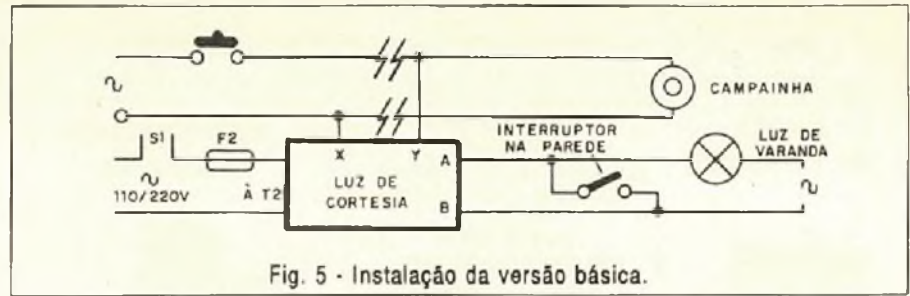 CAMPAINHA
S1
F2
X
Y
A
INTERRUPTOR
NA PAREDE
LUZ DE
VARANDA
110/220V
À T2
LUZ DE
CORTESIA
B
Fig. 5 - Instalação da versão básica.